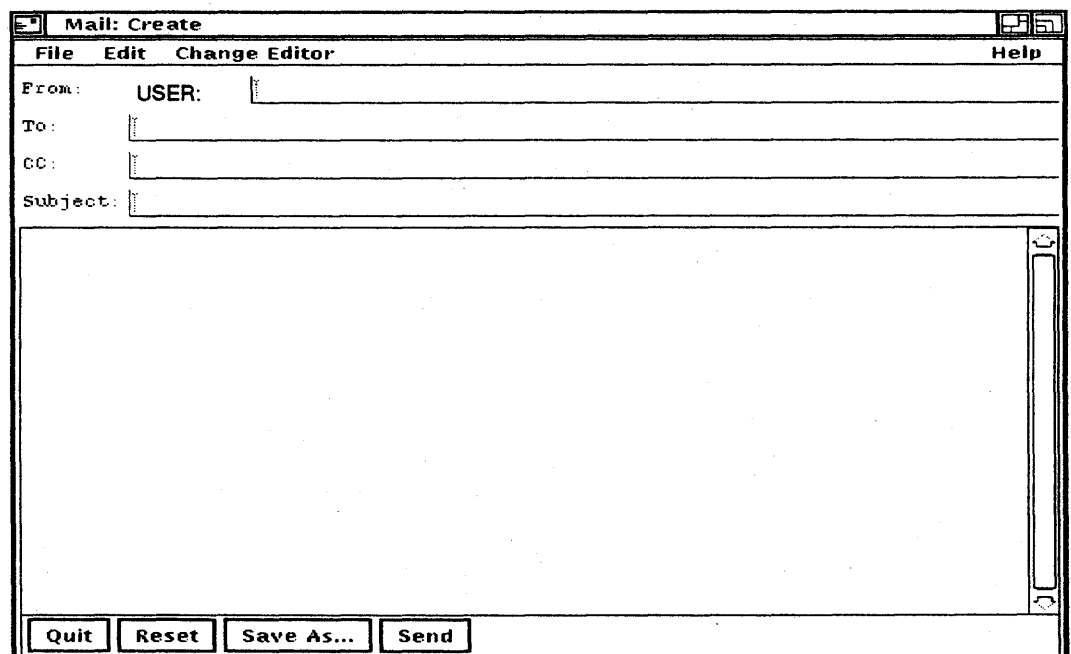 Mail: Create
File Edit Change Editor Help
From: USER:
To:
CC:
Subject:
Quit Reset Save As... Send